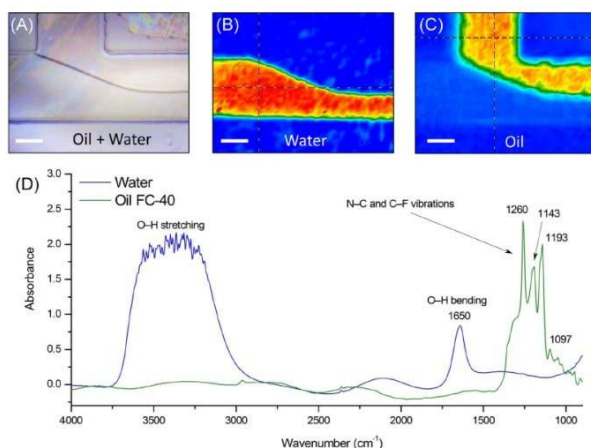 (A)
(B)
(C)
Oil + Water
Water
Oil
(D)
3.0
2.5
2.0
1.5
1.0
0.5
0.0
Absorbance
Water
Oil FC-40
O–H stretching
N–C and C–F vibrations
1260
1143
1193
O–H bending
1650
1097
4000
3500
3000
2500
2000
1500
1000
Wavenumber (cm⁻¹)